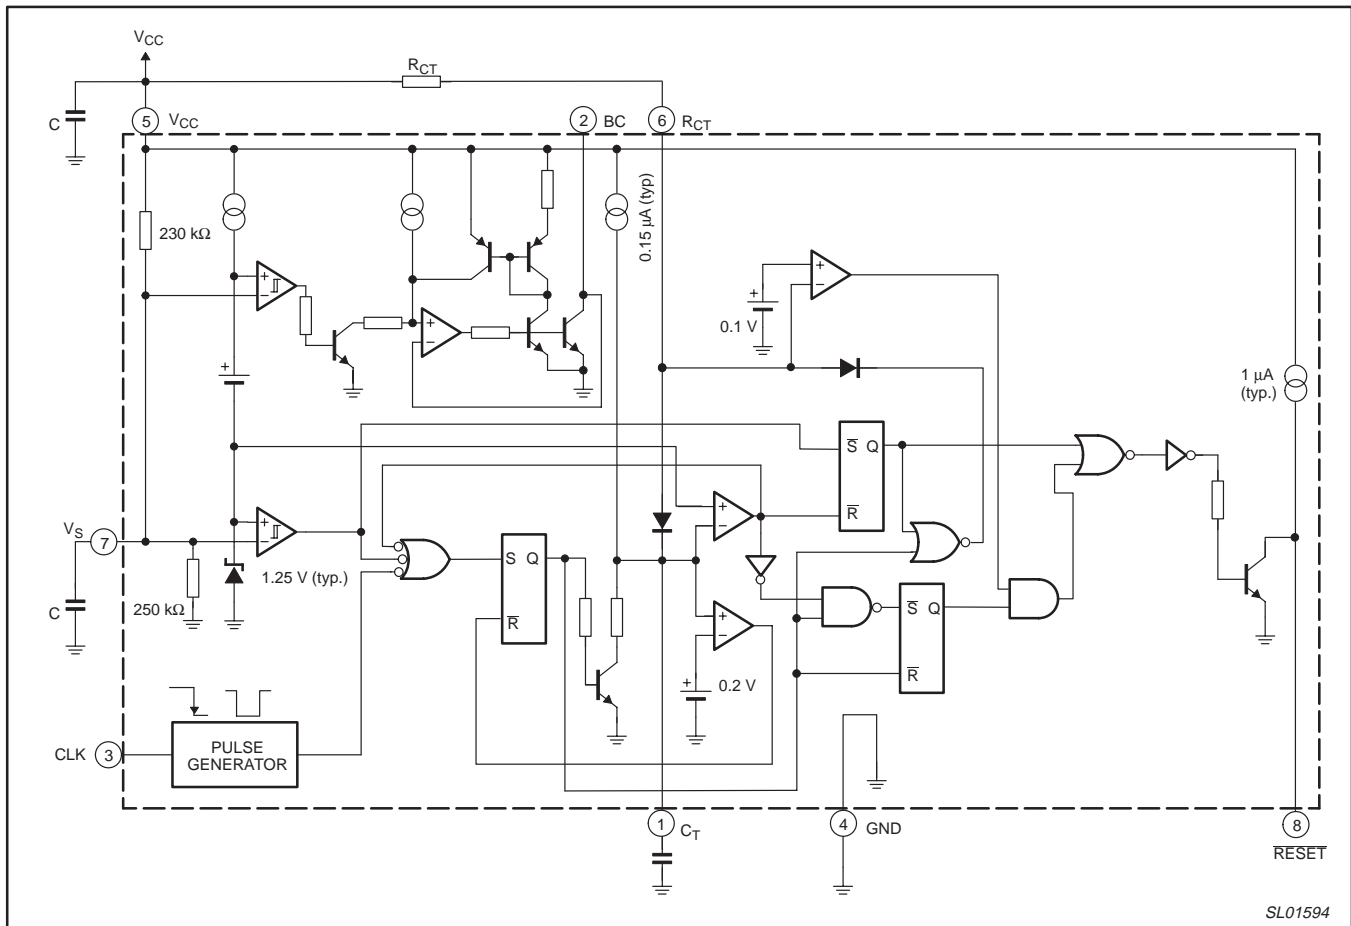 VCC
RCT
C
5
VCC
2
BC
6
RCT
230 kΩ
0.15 µA (typ)
+
−
+
−
+
+
−
+
0.1 V
1 µA
(typ.)
S̅ Q
R̅
VS
7
+
−
1.25 V (typ.)
C
250 kΩ
S Q
R̅
+
−
+
−
+
0.2 V
S̅ Q
R̅
CLK
3
PULSE
GENERATOR
1
CT
4
GND
8
R̅E̅S̅E̅T̅
SL01594